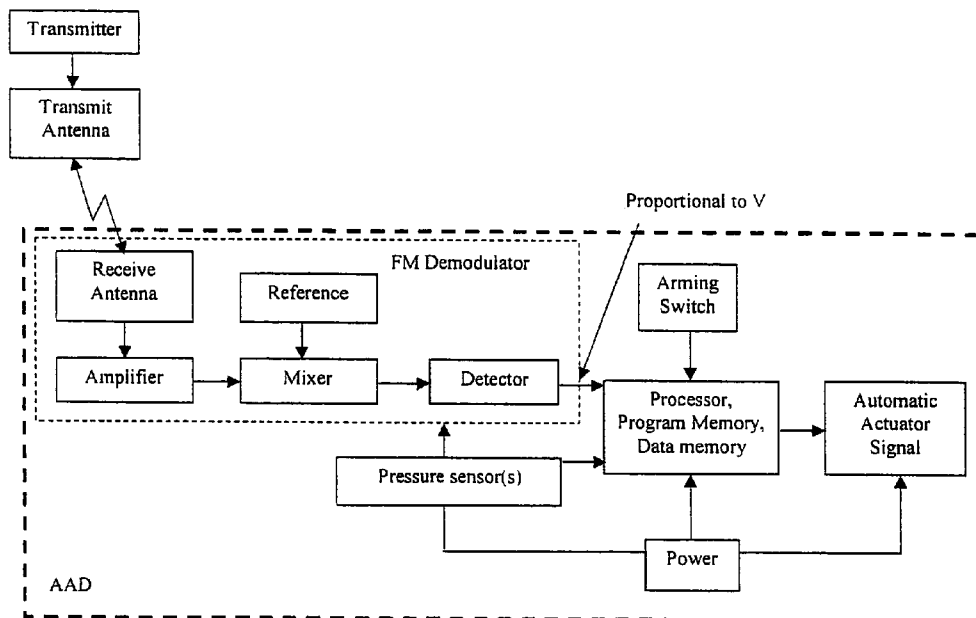 Transmitter
Transmit
Antenna
Proportional to V
FM Demodulator
Receive
Antenna
Reference
Arming
Switch
Amplifier
Mixer
Detector
Processor,
Program Memory,
Data memory
Automatic
Actuator
Signal
Pressure sensor(s)
Power
AAD